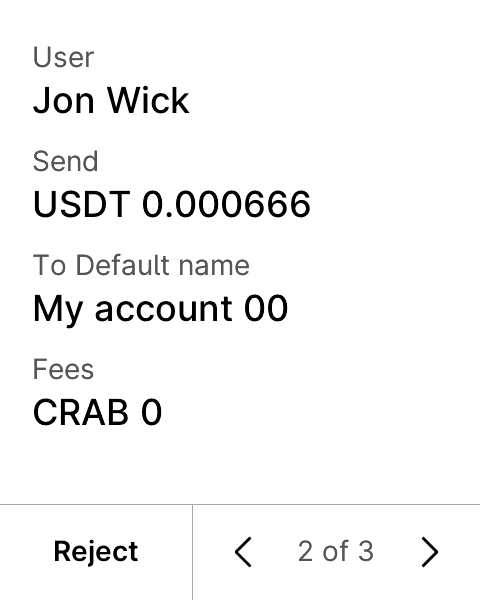 User
Jon Wick
Send
USDT 0.000666
To Default name
My account 00
Fees
CRAB 0
Reject
2 of 3